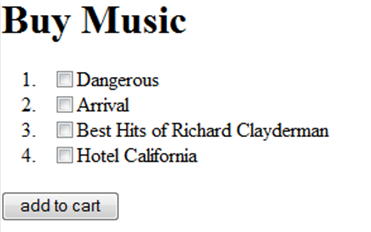 Buy Music
1. Dangerous
2. Arrival
3. Best Hits of Richard Clayderman
4. Hotel California
add to cart